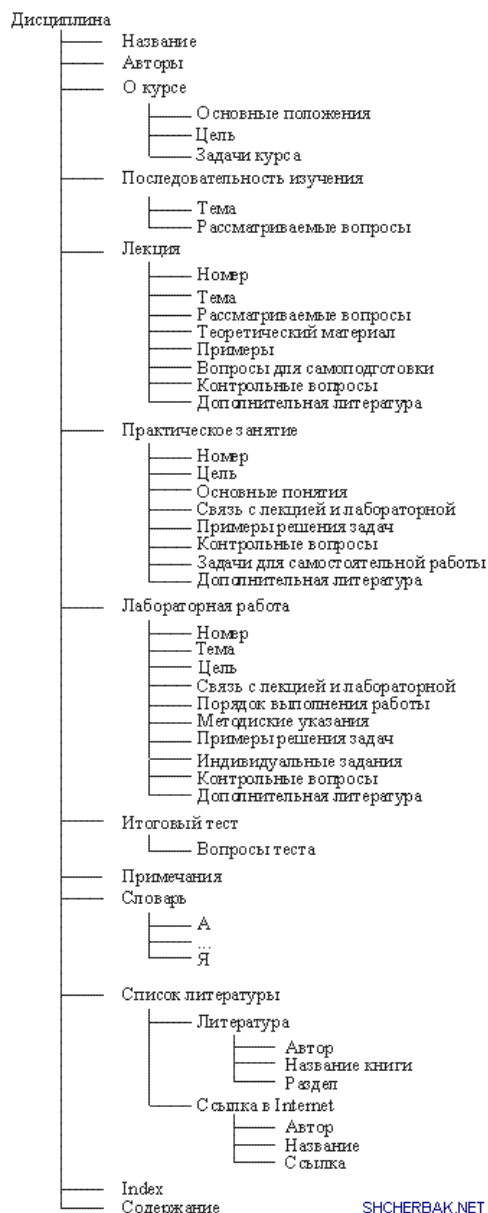 Дисциплина
Название
Авторы
О курсе
Основные положения
Цель
Задачи курса
Последовательность изучения
Тема
Рассматриваемые вопросы
Лекция
Номер
Тема
Рассматриваемые вопросы
Теоретический материал
Примеры
Вопросы для самоподготовки
Контрольные вопросы
Дополнительная литература
Практическое занятие
Номер
Цель
Основные понятия
Связь с лекцией и лабораторной
Примеры решения задач
Контрольные вопросы
Задачи для самостоятельной работы
Дополнительная литература
Лабораторная работа
Номер
Тема
Цель
Связь с лекцией и лабораторной
Порядок выполнения работы
Методиские указания
Примеры решения задач
Индивидуальные задания
Контрольные вопросы
Дополнительная литература
Итоговый тест
Вопросы теста
Примечания
Словарь
А
...
Я
Список литературы
Литература
Автор
Название книги
Раздел
Ссылка в Internet
Автор
Название
Ссылка
Index
Содержание
SHCHERBAK.NET